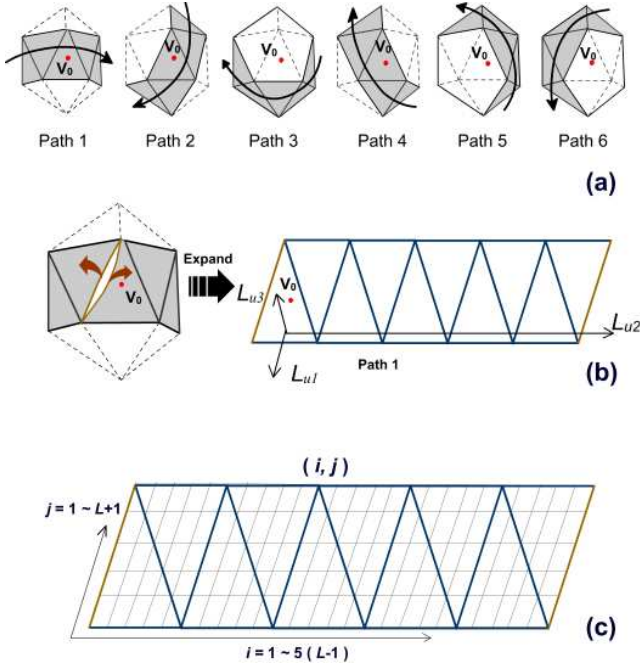 V0
V0
V0
V0
V0
V0
Path 1
Path 2
Path 3
Path 4
Path 5
Path 6
(a)
V0
Expand
Lu3
V0
Lu2
Lu1
Path 1
(b)
( i, j )
j = 1 ~ L+1
i = 1 ~ 5 ( L-1 )
(c)